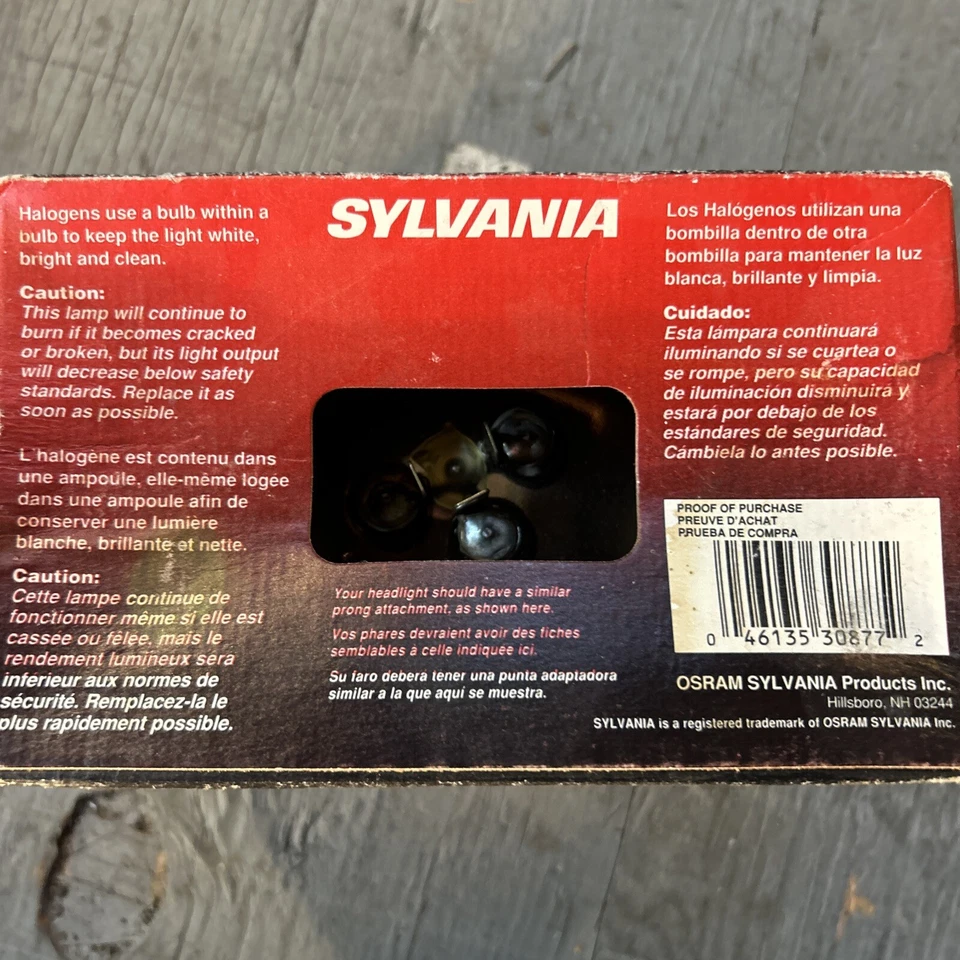 Halogens use a bulb within a
bulb to keep the light white,
bright and clean.
Caution:
This lamp will continue to
burn if it becomes cracked
or broken, but its light output
will decrease below safety
standards. Replace it as
soon as possible.
L'halogène est contenu dans
une ampoule, elle-même logée
dans une ampoule afin de
conserver une lumière
blanche, brillante et nette.
Caution:
Cette lampe continue de
fonctionner même si elle est
cassée ou fêlée, mais le
rendement lumineux sera
inférieur aux normes de
sécurité. Remplacez-la le
plus rapidement possible.
SYLVANIA
Your headlight should have a similar
prong attachment, as shown here.
Vos phares devraient avoir des fiches
semblables à celle indiquée ici.
Su faro deberá tener una punta adaptadora
similar a la que aquí se muestra.
Los Halógenos utilizan una
bombilla dentro de otra
bombilla para mantener la luz
blanca, brillante y limpia.
Cuidado:
Esta lámpara continuará
iluminando si se cuartea o
se rompe, pero su capacidad
de iluminación disminuirá y
estará por debajo de los
estándares de seguridad.
Cámbiela lo antes posible.
PROOF OF PURCHASE
PREUVE D'ACHAT
PRUEBA DE COMPRA
0 46135 30877 2
OSRAM SYLVANIA Products Inc.
Hillsboro, NH 03244
SYLVANIA is a registered trademark of OSRAM SYLVANIA Inc.